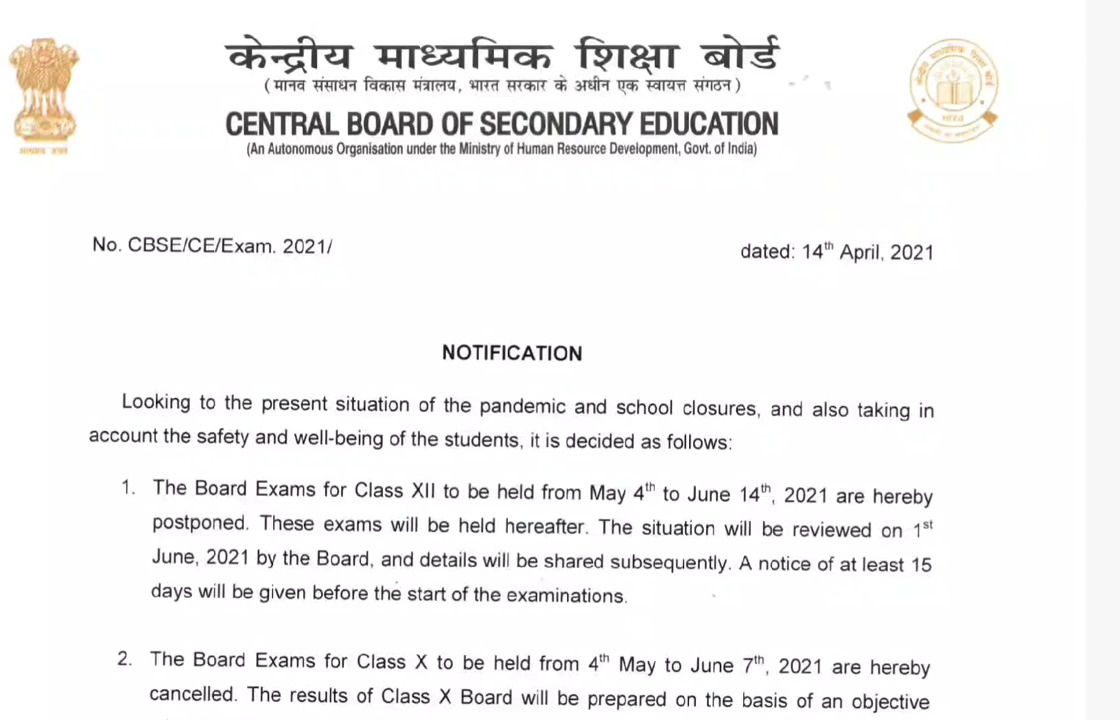 केन्द्रीय माध्यमिक शिक्षा बोर्ड
(मानव संसाधन विकास मंत्रालय, भारत सरकार के अधीन एक स्वायत्त संगठन)
CENTRAL BOARD OF SECONDARY EDUCATION
(An Autonomous Organisation under the Ministry of Human Resource Development, Govt. of India)
सत्यमेव जयते
भारत
No. CBSE/CE/Exam. 2021/
dated: 14th April, 2021
NOTIFICATION
Looking to the present situation of the pandemic and school closures, and also taking in
account the safety and well-being of the students, it is decided as follows:
1. The Board Exams for Class XII to be held from May 4th to June 14th, 2021 are hereby
postponed. These exams will be held hereafter. The situation will be reviewed on 1st
June, 2021 by the Board, and details will be shared subsequently. A notice of at least 15
days will be given before the start of the examinations.
2. The Board Exams for Class X to be held from 4th May to June 7th, 2021 are hereby
cancelled. The results of Class X Board will be prepared on the basis of an objective